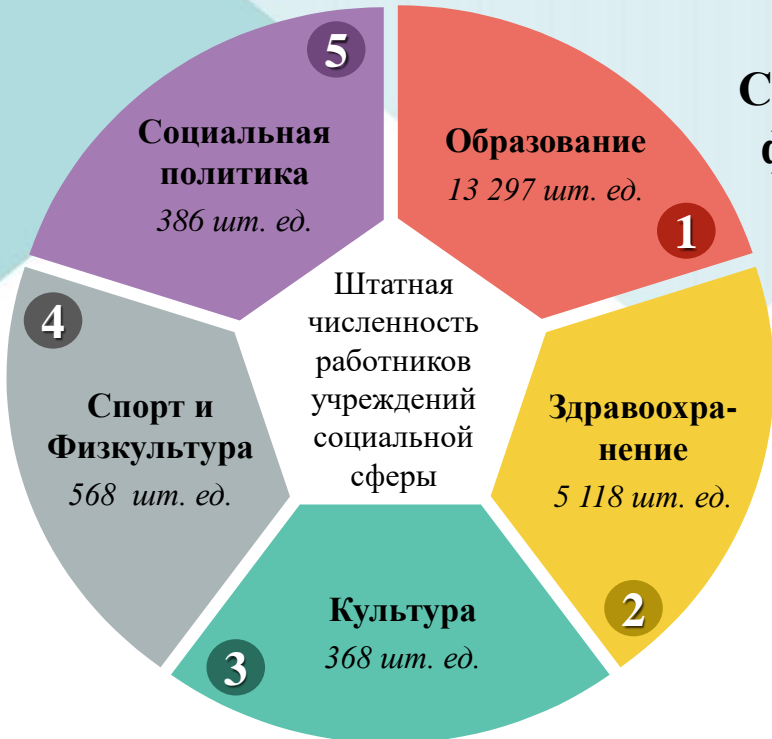 5
Социальная
политика
386 шт. ед.
Образование
13 297 шт. ед.
1
4
Спорт и
Физкультура
568 шт. ед.
Штатная
численность
работников
учреждений
социальной
сферы
Здравоохра-
нение
5 118 шт. ед.
2
Культура
368 шт. ед.
3